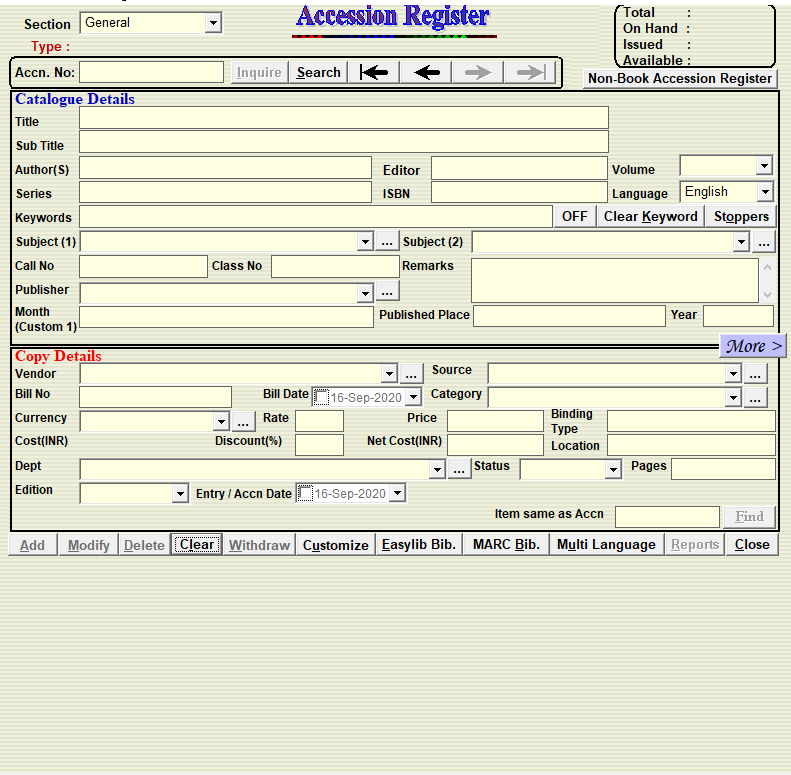 Accession Register
Section General
Type :
Total :
On Hand :
Issued :
Available :
Accn. No: Inquire Search
Non-Book Accession Register
Catalogue Details
Title
Sub Title
Author(S) Editor Volume
Series ISBN Language English
Keywords OFF Clear Keyword Stoppers
Subject (1) ... Subject (2) ...
Call No Class No Remarks
Publisher ...
Month
(Custom 1) Published Place Year
More >
Copy Details
Vendor ... Source ...
Bill No Bill Date 16-Sep-2020 Category ...
Currency ... Rate Price Binding
Type
Cost(INR) Discount(%) Net Cost(INR) Location
Dept ... Status Pages
Edition Entry / Accn Date 16-Sep-2020
Item same as Accn Find
Add Modify Delete Clear Withdraw Customize Easylib Bib. MARC Bib. Multi Language Reports Close